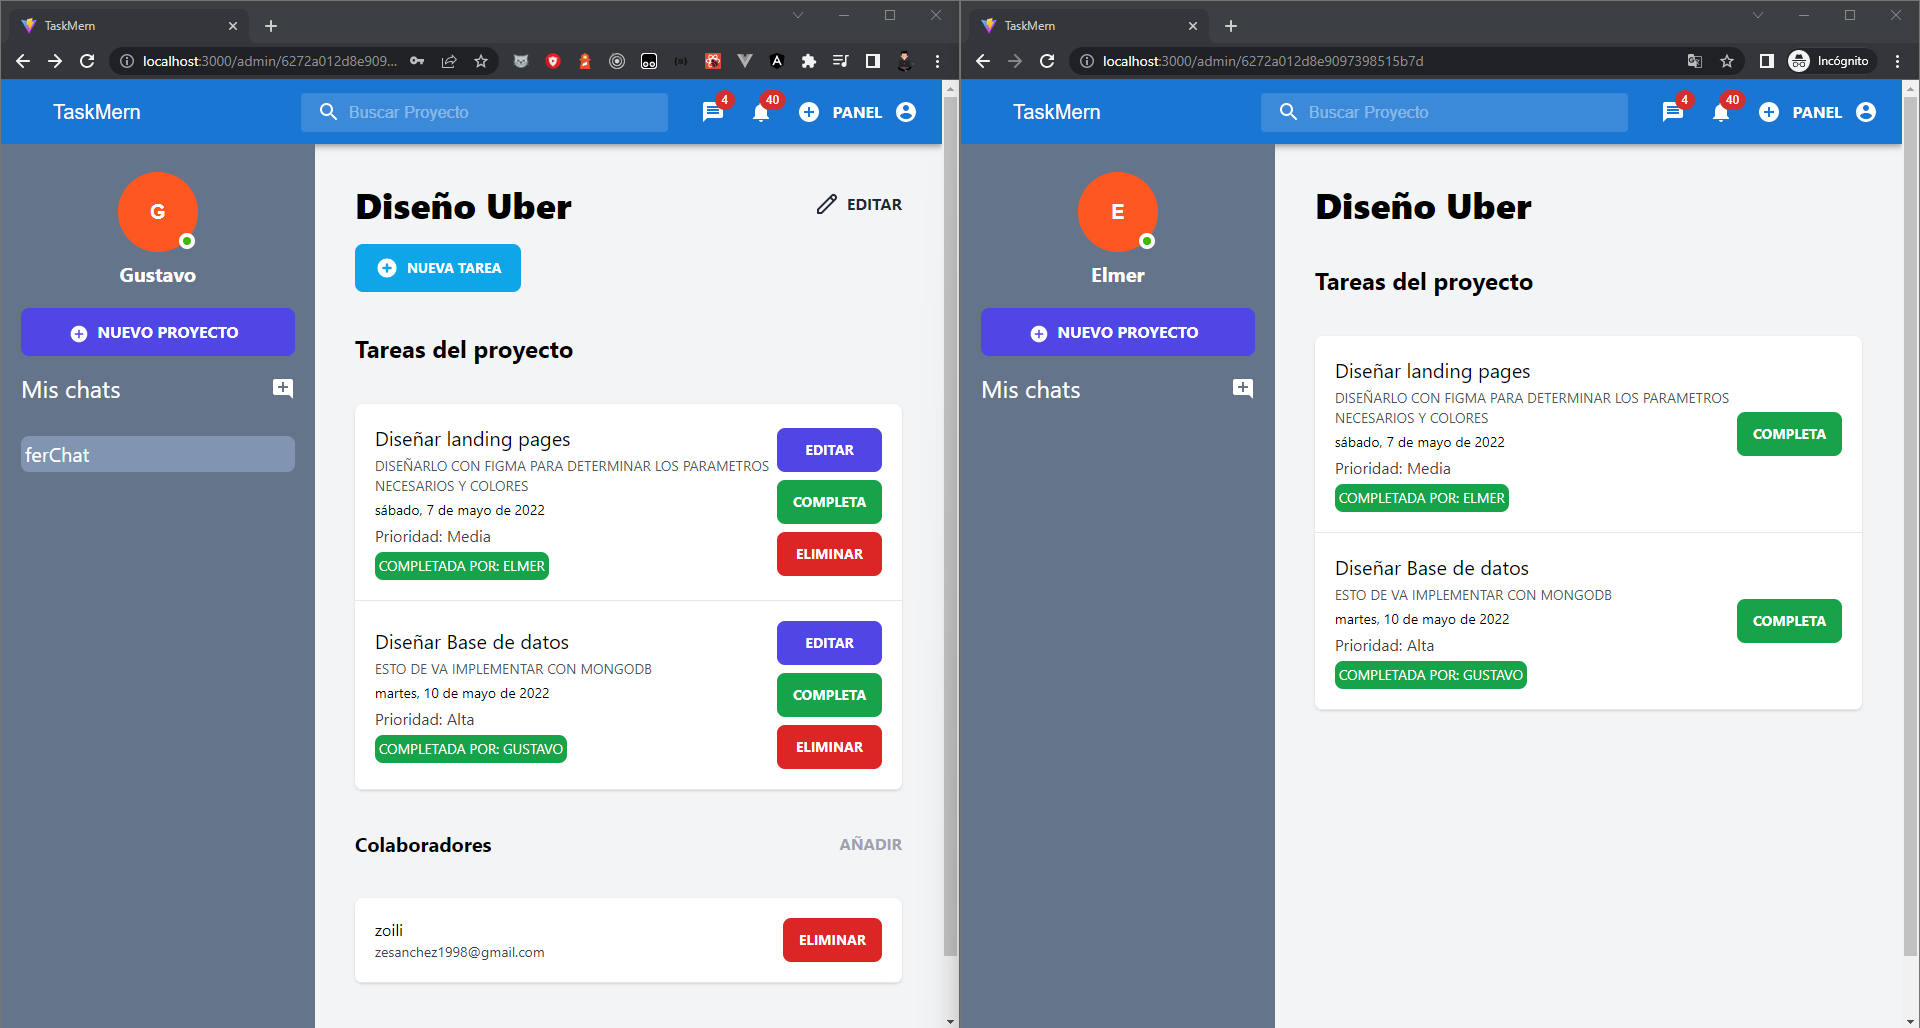 TaskMern
localhost:3000/admin/6272a012d8e909...
TaskMern
Buscar Proyecto
4
40
PANEL
G
Gustavo
NUEVO PROYECTO
Mis chats
ferChat
Diseño Uber
EDITAR
NUEVA TAREA
Tareas del proyecto
Diseñar landing pages
DISEÑARLO CON FIGMA PARA DETERMINAR LOS PARAMETROS
NECESARIOS Y COLORES
sábado, 7 de mayo de 2022
Prioridad: Media
COMPLETADA POR: ELMER
EDITAR
COMPLETA
ELIMINAR
Diseñar Base de datos
ESTO DE VA IMPLEMENTAR CON MONGODB
martes, 10 de mayo de 2022
Prioridad: Alta
COMPLETADA POR: GUSTAVO
EDITAR
COMPLETA
ELIMINAR
Colaboradores
AÑADIR
zoili
zesanchez1998@gmail.com
ELIMINAR
TaskMern
localhost:3000/admin/6272a012d8e9097398515b7d
Incógnito
TaskMern
Buscar Proyecto
4
40
PANEL
E
Elmer
NUEVO PROYECTO
Mis chats
Diseño Uber
Tareas del proyecto
Diseñar landing pages
DISEÑARLO CON FIGMA PARA DETERMINAR LOS PARAMETROS
NECESARIOS Y COLORES
sábado, 7 de mayo de 2022
Prioridad: Media
COMPLETADA POR: ELMER
COMPLETA
Diseñar Base de datos
ESTO DE VA IMPLEMENTAR CON MONGODB
martes, 10 de mayo de 2022
Prioridad: Alta
COMPLETADA POR: GUSTAVO
COMPLETA